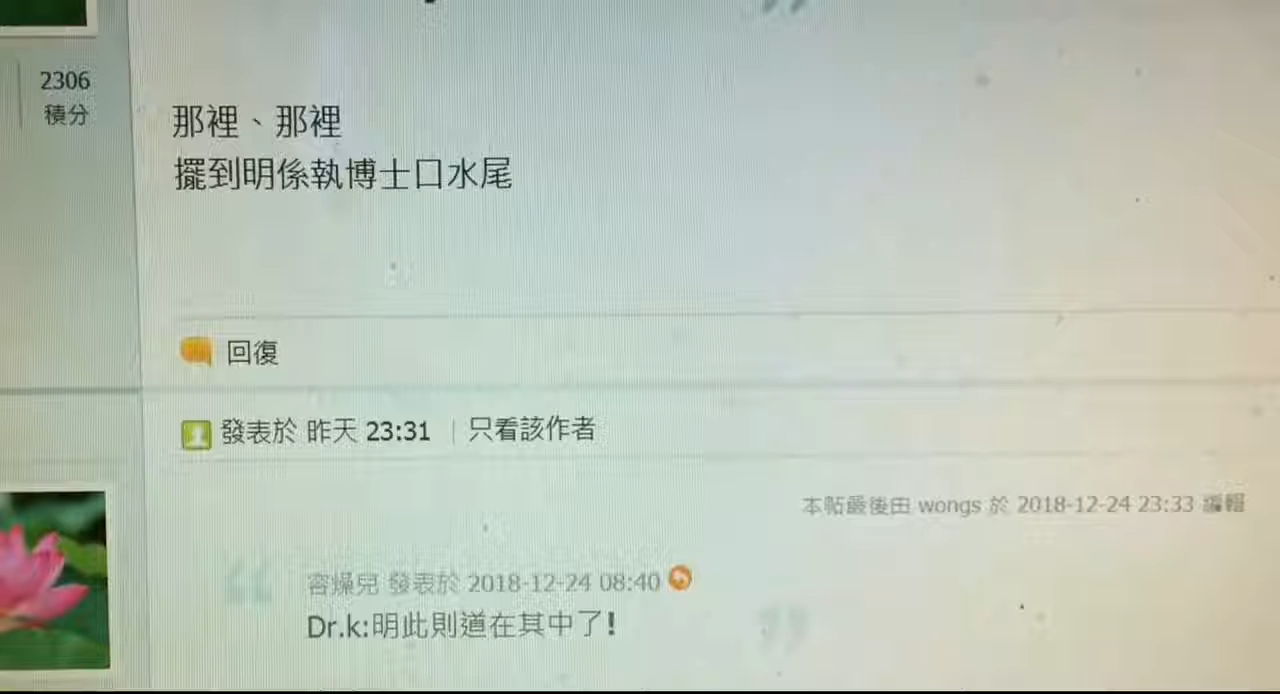 2306
積分
那裡、那裡
擺到明係執博士口水尾
回復
發表於 昨天 23:31 | 只看該作者
本帖最後由 wongs 於 2018-12-24 23:33 編輯
容燥兒 發表於 2018-12-24 08:40
Dr.k:明此則道在其中了!